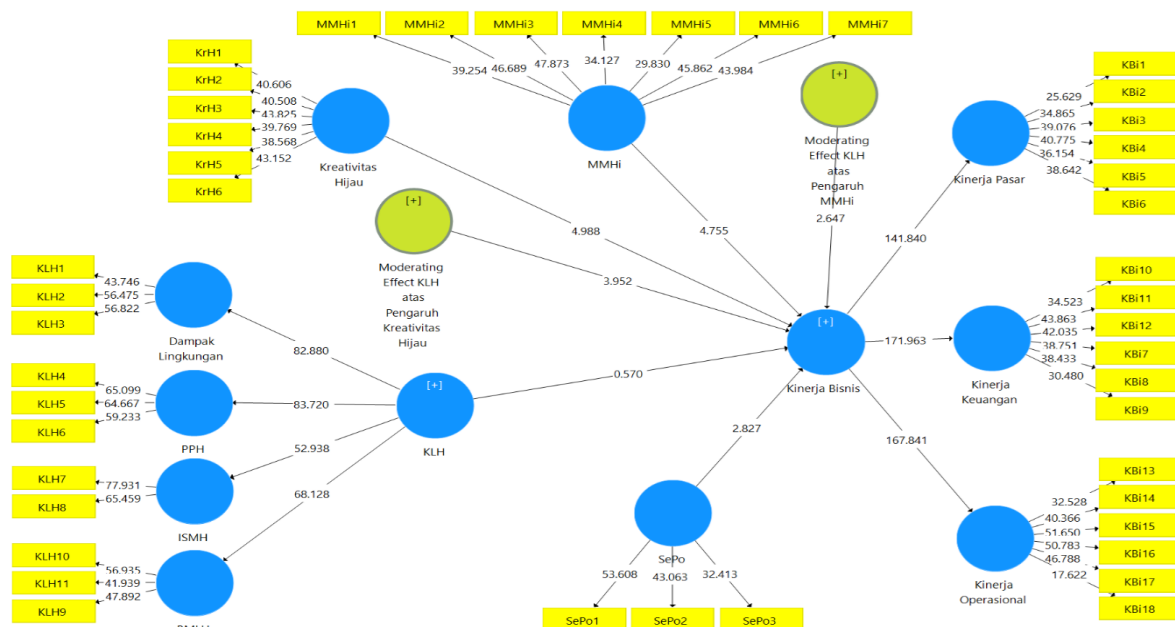 MMHi1
MMHi2
MMHi3
MMHi4
MMHi5
MMHi6
MMHi7
39.254
46.689
47.873
34.127
29.830
45.862
43.984
MMHi
KrH1
KrH2
KrH3
KrH4
KrH5
KrH6
40.606
40.508
43.825
39.769
38.568
43.152
Kreativitas
Hijau
[+]
Moderating
Effect KLH
atas
Pengaruh
MMHi
2.647
KBi1
KBi2
KBi3
KBi4
KBi5
KBi6
25.629
34.865
39.076
40.775
36.154
38.642
Kinerja Pasar
[+]
Moderating
Effect KLH
atas
Pengaruh
Kreativitas
Hijau
4.988
4.755
3.952
141.840
KLH1
KLH2
KLH3
43.746
56.475
56.822
Dampak
Lingkungan
82.880
KLH4
KLH5
KLH6
65.099
64.667
59.233
PPH
83.720
[+]
KLH
0.570
[+]
Kinerja Bisnis
171.963
KBi10
KBi11
KBi12
KBi7
KBi8
KBi9
34.523
43.863
42.035
38.751
38.433
30.480
Kinerja
Keuangan
KLH7
KLH8
77.931
65.459
ISMH
52.938
68.128
KLH10
KLH11
KLH9
56.935
41.939
47.892
2.827
SePo
53.608
43.063
32.413
SePo1
SePo2
SePo3
167.841
KBi13
KBi14
KBi15
KBi16
KBi17
KBi18
32.528
40.366
51.650
50.783
46.788
17.622
Kinerja
Operasional